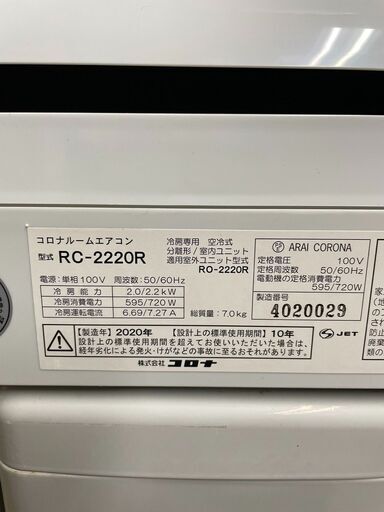 コロナルームエアコン
型式 RC-2220R
電源:単相100V 周波数:50/60Hz
冷房能力 2.0/2.2kW
冷房消費電力 595/720W
冷房運転電流 6.69/7.27A
冷房専用 空冷式
分離形/室内ユニット
適用室外ユニット型式
RO-2220R
総質量:7.0kg
ARAI CORONA
定格電圧 100V
定格周波数 50/60Hz
電動機の定格消費電力
595/720W
製造番号
4020029
【製造年】2020年 【設計上の標準使用期間】10年
設計上の標準使用期間を超えてお使いいただいた場合は、
経年劣化による発火・けがなどの事故に至るおそれがあります。
JET
株式会社 コロナ